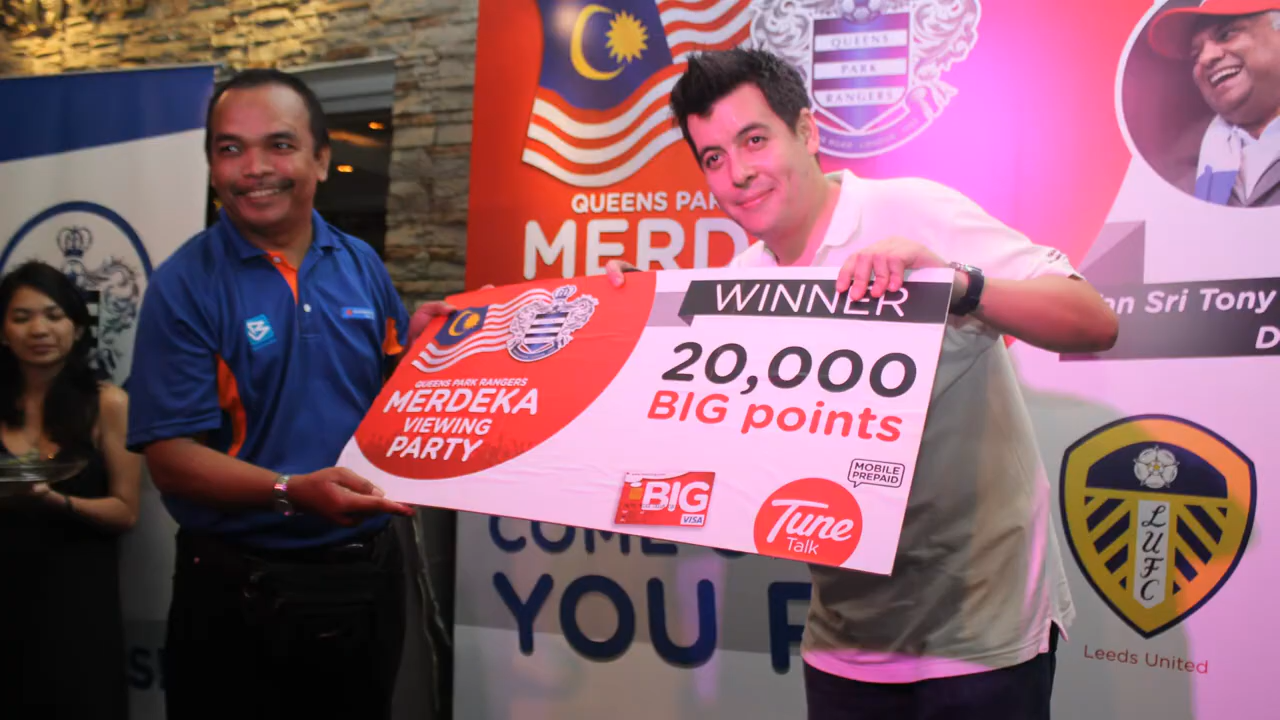 QUEENS
PARK
RANGERS
QUEENS PAR
MERD
an Sri Tony
D
WINNER
20,000
BIG points
QUEENS PARK RANGERS
MERDEKA
VIEWING
PARTY
BIG
VISA
MOBILE
PREPAID
Tune
Talk
COME
YOU
LUFC
Leeds United